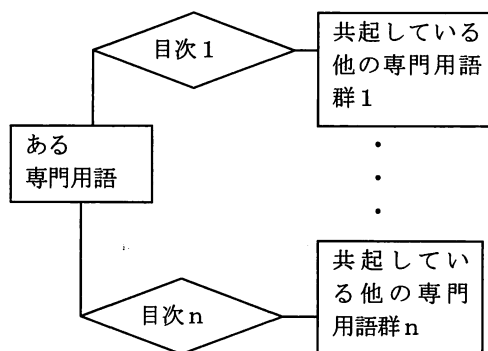 目次1
共起している
他の専門用語
群1
ある
専門用語
・
・
・
目次n
共起してい
る他の専門
用語群n